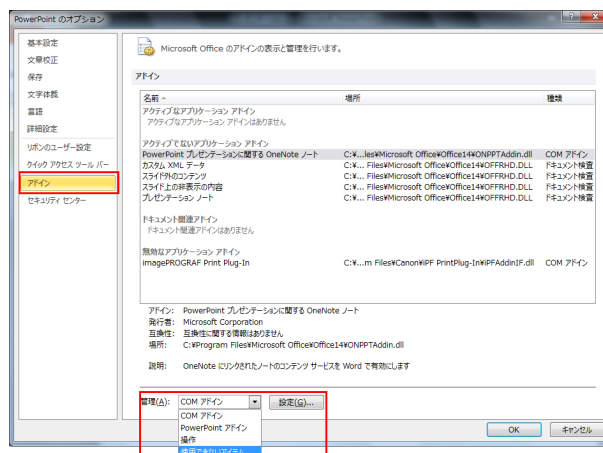 PowerPoint のオプション
基本設定
文章校正
保存
文字体裁
言語
詳細設定
リボンのユーザー設定
クイック アクセス ツール バー
アドイン
セキュリティ センター
Microsoft Office のアドインの表示と管理を行います。
アドイン
名前 場所 種類
アクティブなアプリケーション アドイン
アクティブなアプリケーション アドインはありません
アクティブでないアプリケーション アドイン
PowerPoint プレゼンテーションに関する OneNote ノート C:¥...les¥Microsoft Office¥Office14¥ONPPTAddin.dll COM アドイン
カスタム XML データ C:¥... Files¥Microsoft Office¥Office14¥OFFRHD.DLL ドキュメント検査
スライド外のコンテンツ C:¥... Files¥Microsoft Office¥Office14¥OFFRHD.DLL ドキュメント検査
スライド上の非表示の内容 C:¥... Files¥Microsoft Office¥Office14¥OFFRHD.DLL ドキュメント検査
プレゼンテーション ノート C:¥... Files¥Microsoft Office¥Office14¥OFFRHD.DLL ドキュメント検査
ドキュメント関連アドイン
ドキュメント関連アドインはありません
無効なアプリケーション アドイン
imagePROGRAF Print Plug-In C:¥...m Files¥Canon¥iPF PrintPlug-In¥iPFAddinIF.dll COM アドイン
アドイン: PowerPoint プレゼンテーションに関する OneNote ノート
発行者: Microsoft Corporation
互換性: 互換性に関する情報はありません
場所: C:¥Program Files¥Microsoft Office¥Office14¥ONPPTAddin.dll
説明: OneNote にリンクされたノートのコンテンツ サービスを Word で有効にします
管理(A): COM アドイン 設定(G)...
COM アドイン
PowerPoint アドイン
操作
使用できないアイテム
OK キャンセル